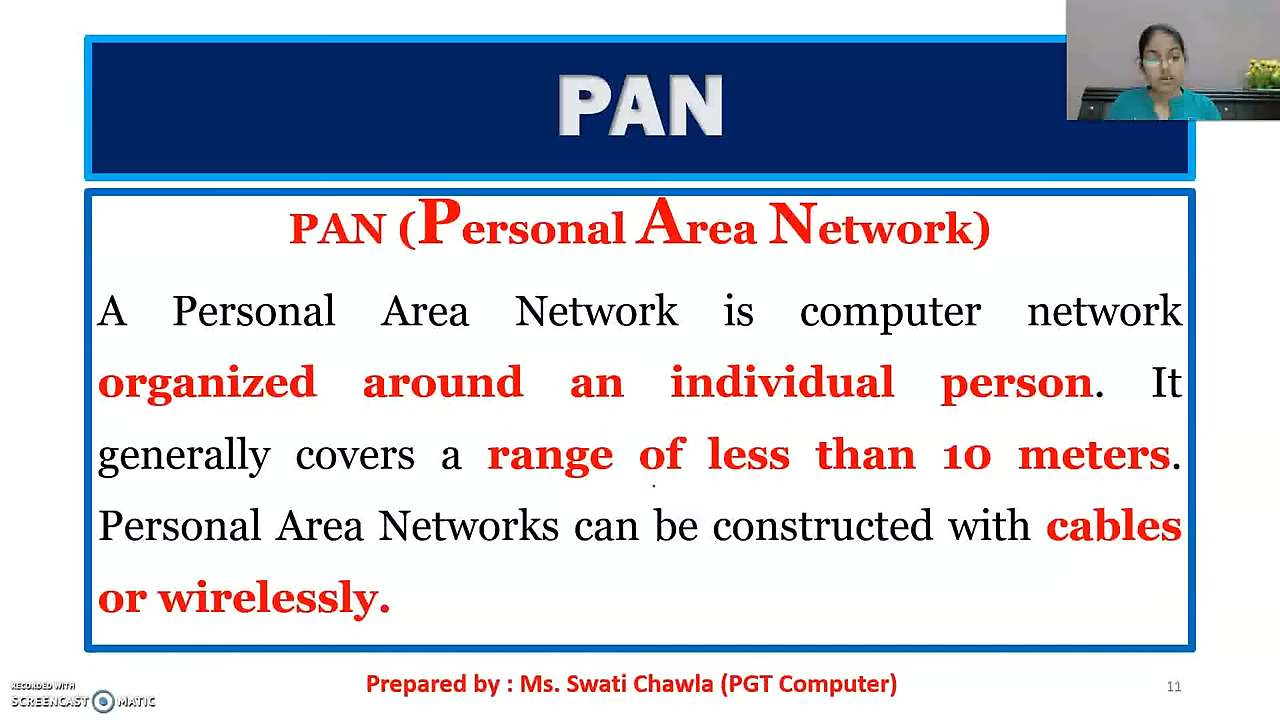 PAN
PAN (Personal Area Network)
A Personal Area Network is computer network
organized around an individual person. It
generally covers a range of less than 10 meters.
Personal Area Networks can be constructed with cables
or wirelessly.
Prepared by : Ms. Swati Chawla (PGT Computer)
11
RECORDED WITH
SCREENCAST MATIC